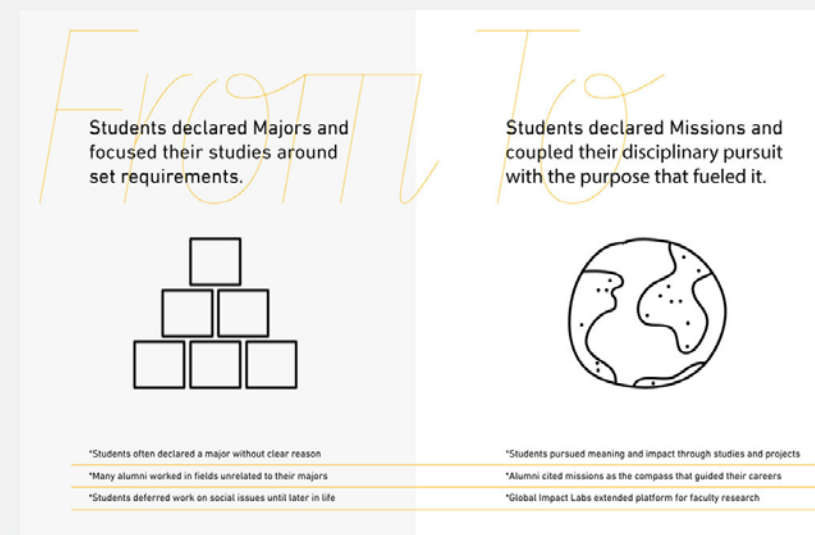 From
Students declared Majors and
focused their studies around
set requirements.
*Students often declared a major without clear reason
*Many alumni worked in fields unrelated to their majors
*Students deferred work on social issues until later in life
To
Students declared Missions and
coupled their disciplinary pursuit
with the purpose that fueled it.
*Students pursued meaning and impact through studies and projects
*Alumni cited missions as the compass that guided their careers
*Global Impact Labs extended platform for faculty research